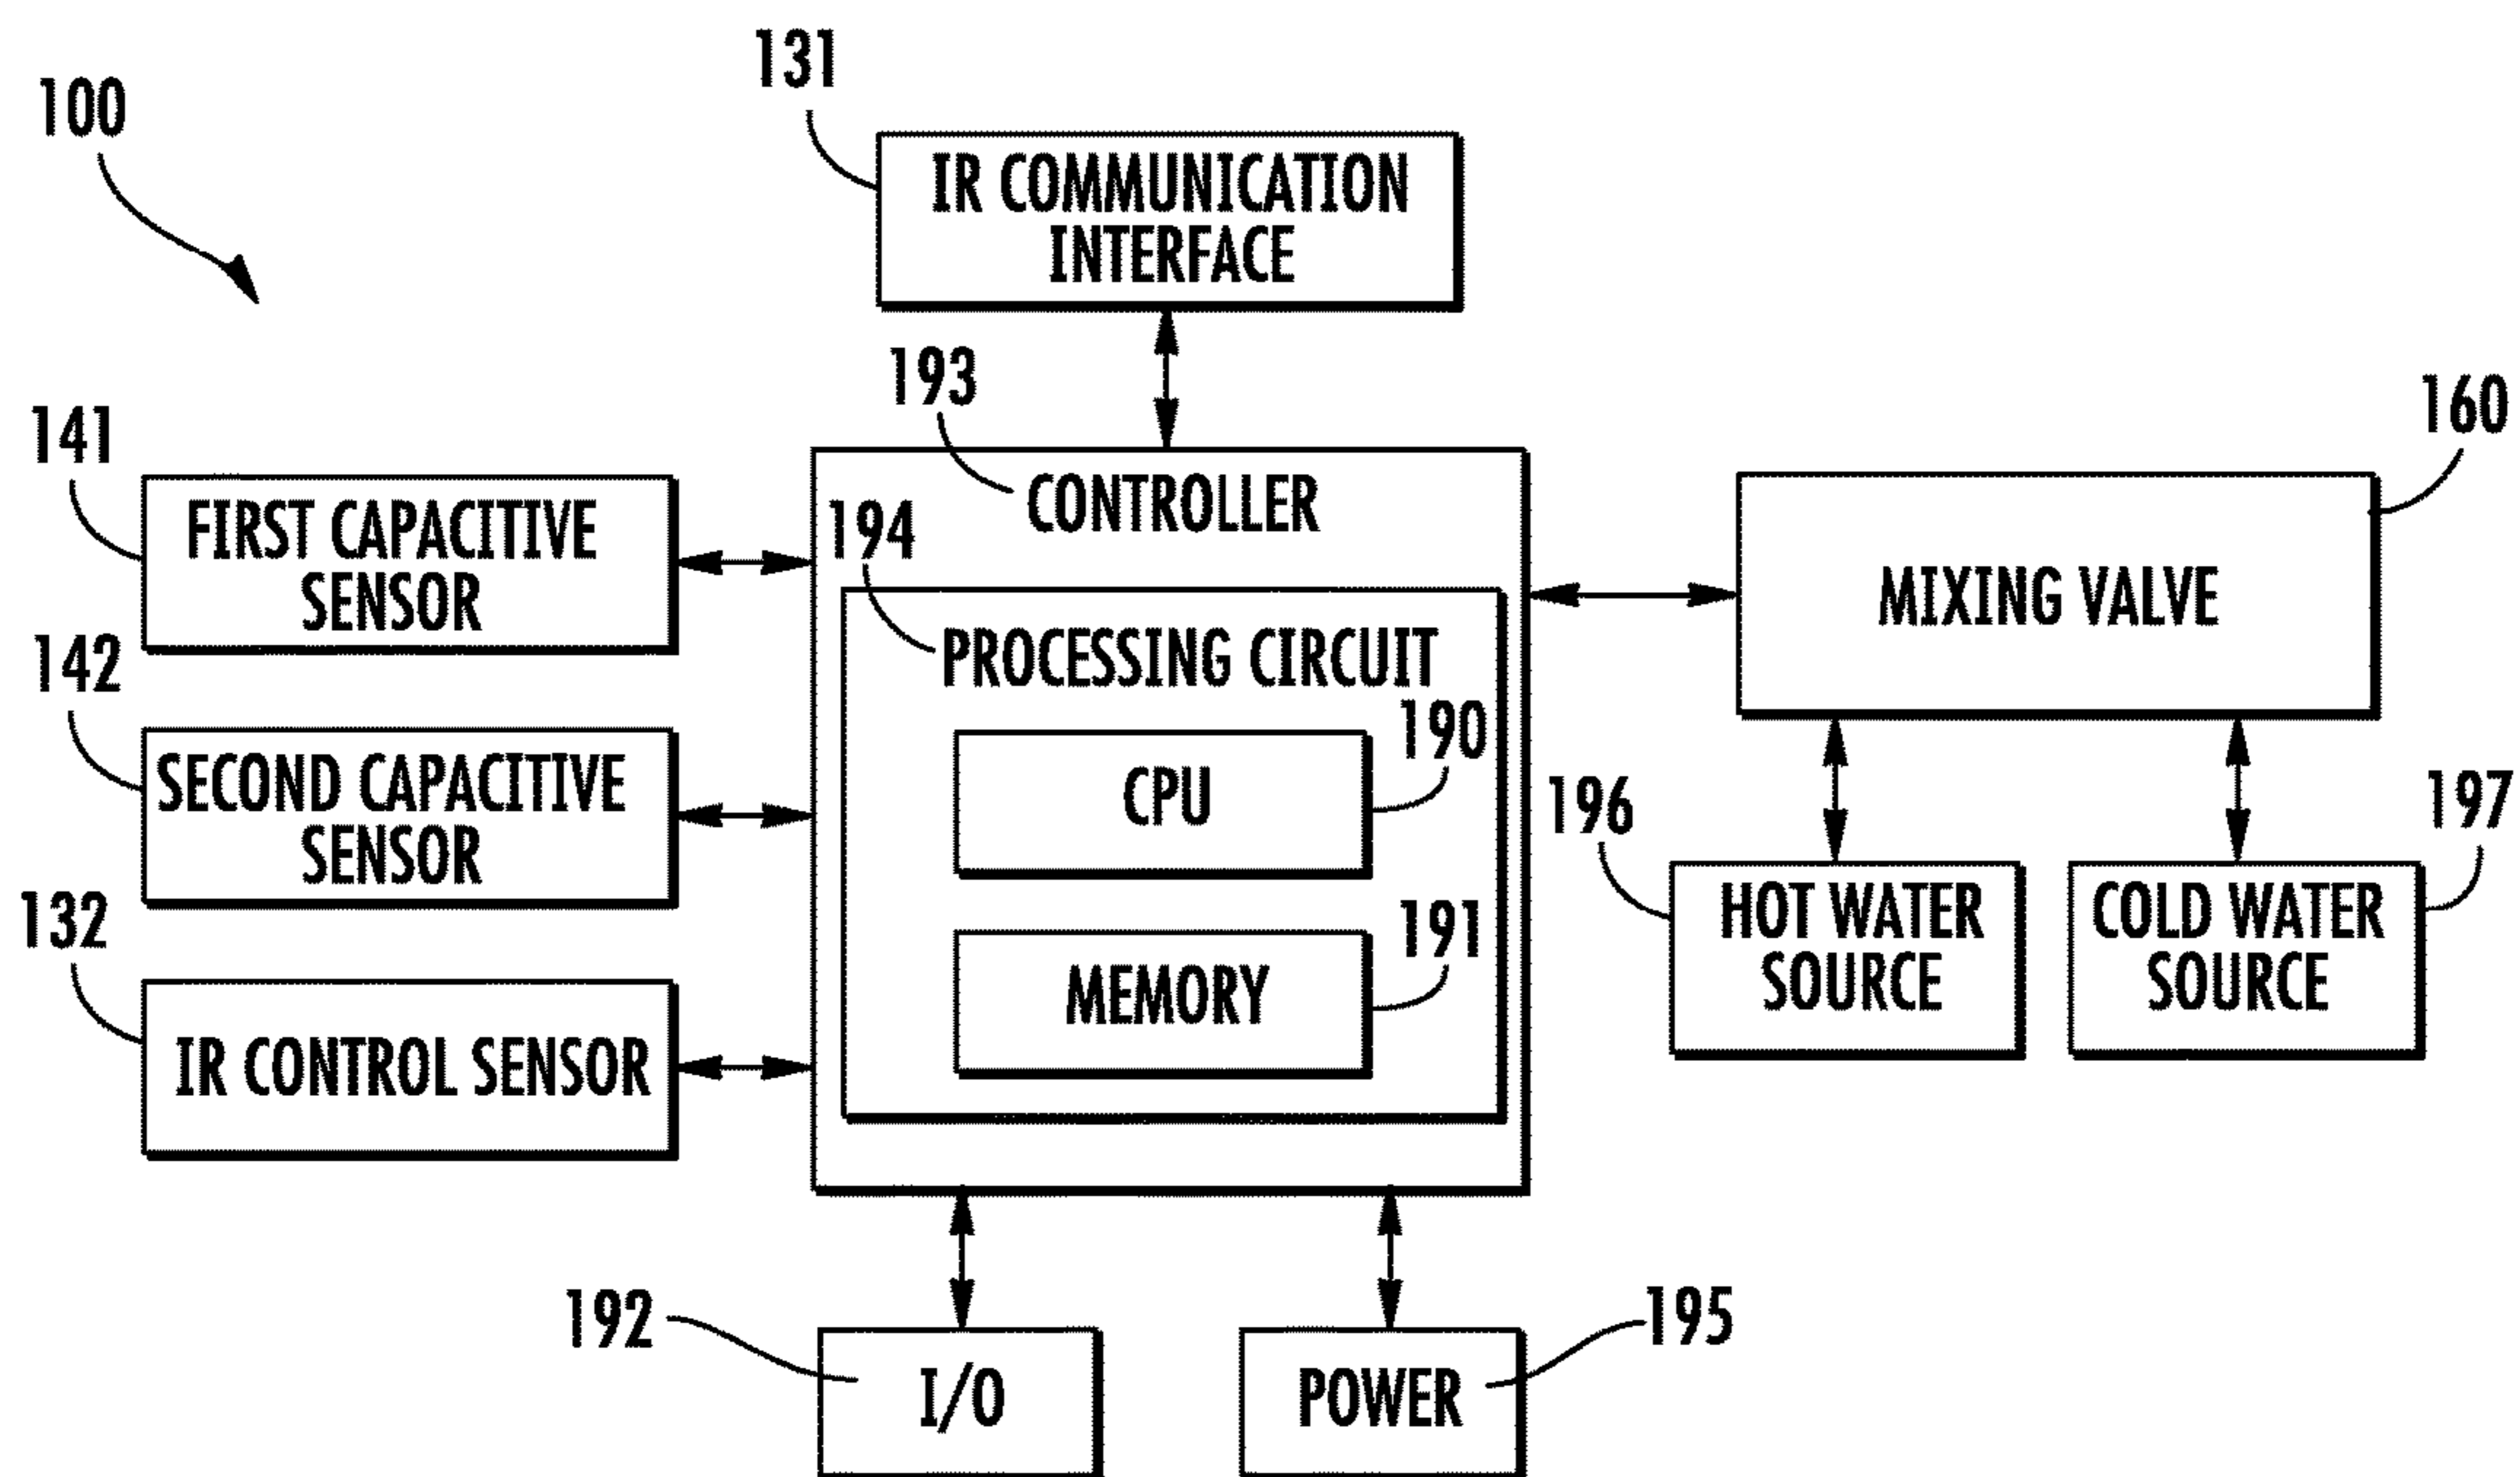 131
100
IR COMMUNICATION
INTERFACE
193
160
141
CONTROLLER
FIRST CAPACITIVE
SENSOR
194
MIXING VALVE
142
PROCESSING CIRCUIT
190
SECOND CAPACITIVE
SENSOR
CPU
196
197
132
191
HOT WATER
SOURCE
COLD WATER
SOURCE
MEMORY
IR CONTROL SENSOR
192
195
I/O
POWER